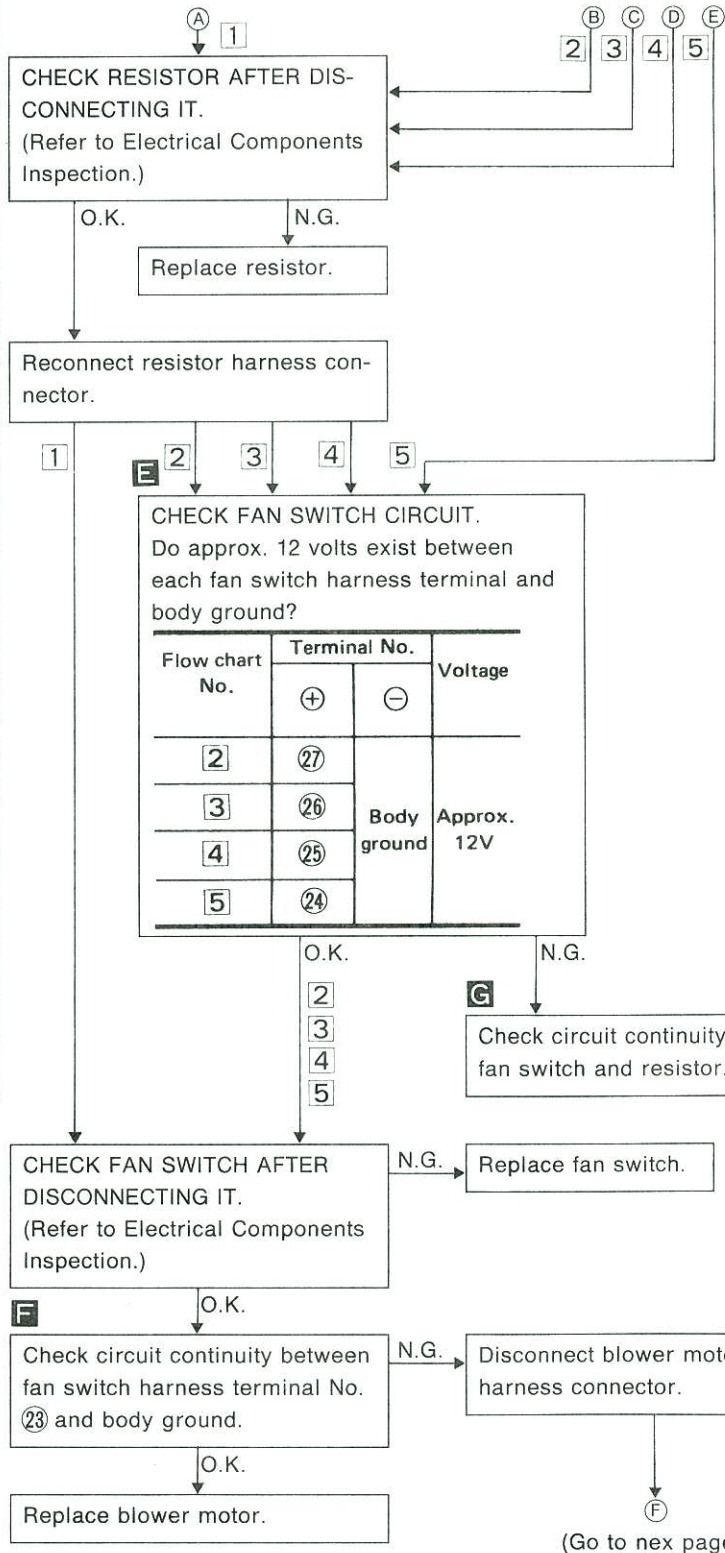 Ⓐ
1
Ⓑ Ⓒ Ⓓ Ⓔ
2 3 4 5
CHECK RESISTOR AFTER DIS-
CONNECTING IT.
(Refer to Electrical Components
Inspection.)
O.K. N.G.
Replace resistor.
Reconnect resistor harness con-
nector.
1 2 3 4 5
E
CHECK FAN SWITCH CIRCUIT.
Do approx. 12 volts exist between
each fan switch harness terminal and
body ground?
Flow chart No. Terminal No. Voltage
⊕ ⊖
2 ㉗
3 ㉖ Body Approx.
4 ㉕ ground 12V
5 ㉔
O.K. N.G.
2
3
4
5
G
Check circuit continuity
fan switch and resistor.
CHECK FAN SWITCH AFTER
DISCONNECTING IT.
(Refer to Electrical Components
Inspection.)
N.G.
Replace fan switch.
O.K.
F
Check circuit continuity between
fan switch harness terminal No.
㉓ and body ground.
N.G.
Disconnect blower mot
harness connector.
O.K.
Replace blower motor.
Ⓕ
(Go to nex page